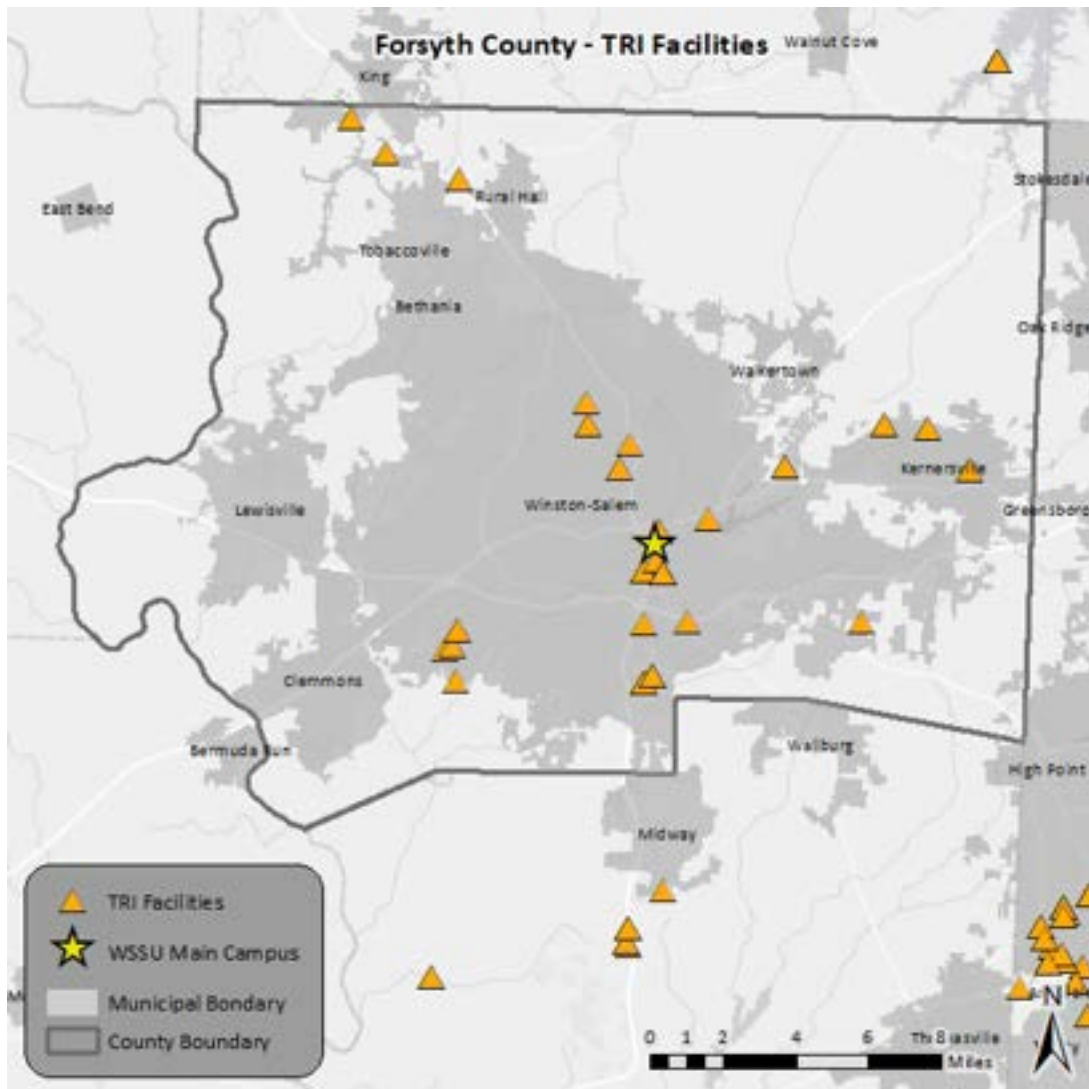 Forsyth County - TRI Facilities
Walnut Cove
King
Stokesdale
East Bend
Rural Hall
Tobaccoville
Bethania
Oak Ridge
Walkertown
Kernersville
Winston-Salem
Lewisville
Greensboro
Clemmons
Bermuda Run
Wallburg
High Point
Midway
TRI Facilities
WSSU Main Campus
Municipal Bondary
County Boundary
N
0 1 2 4 6 8
Miles